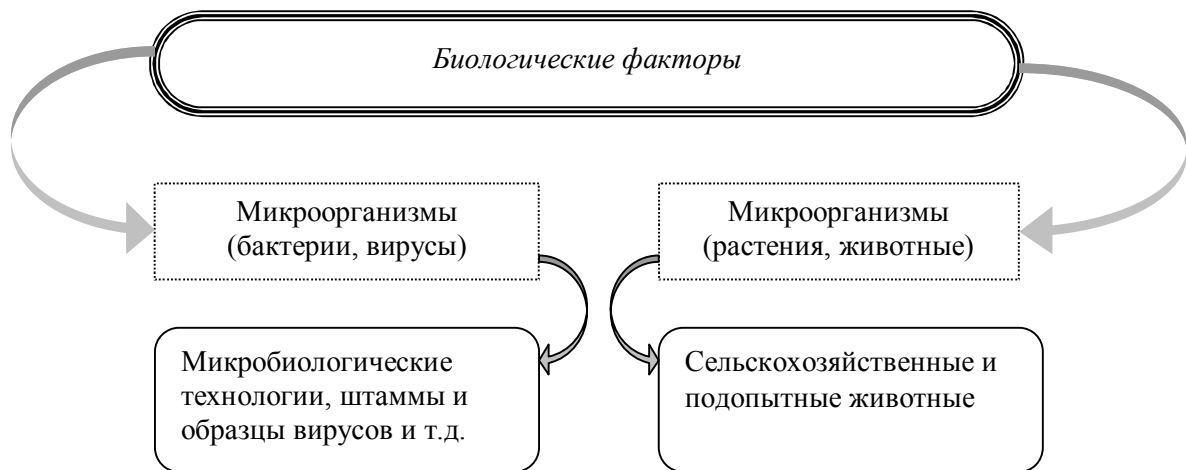 Биологические факторы
Микроорганизмы
(бактерии, вирусы)
Микроорганизмы
(растения, животные)
Микробиологические
технологии, штаммы и
образцы вирусов и т.д.
Сельскохозяйственные и
подопытные животные